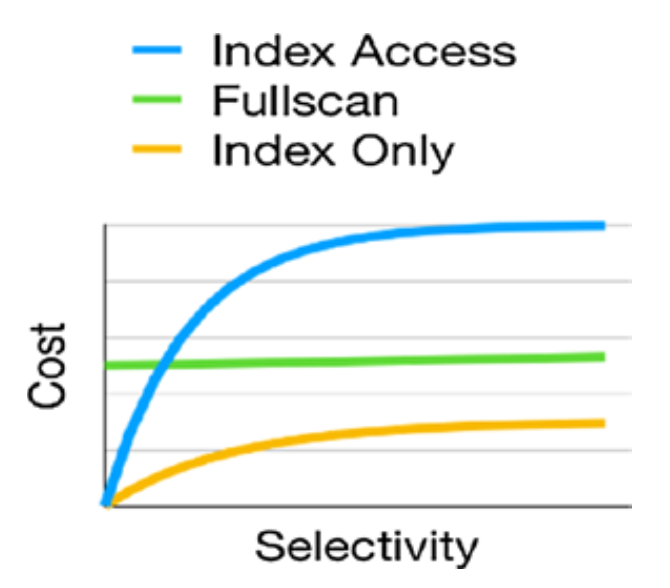 Index Access
Fullscan
Index Only
Cost
Selectivity